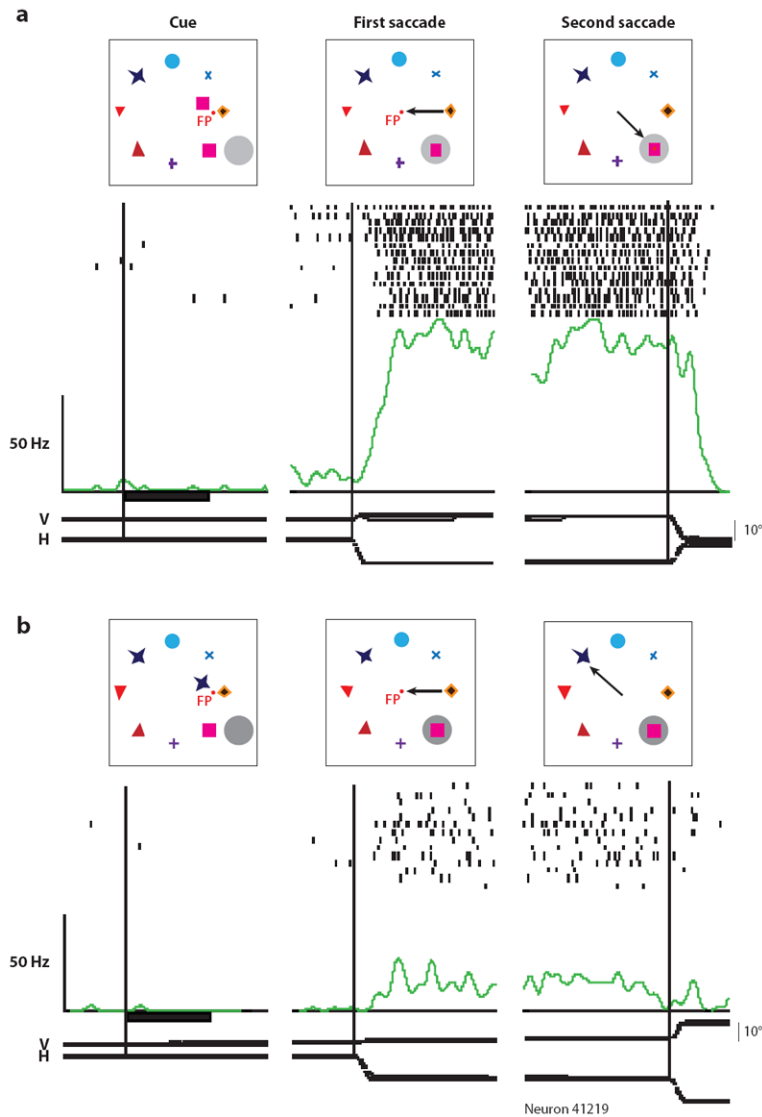 a
Cue First saccade Second saccade
FP FP
50 Hz
V
H
10°
b
FP FP
50 Hz
V
H
10°
Neuron 41219